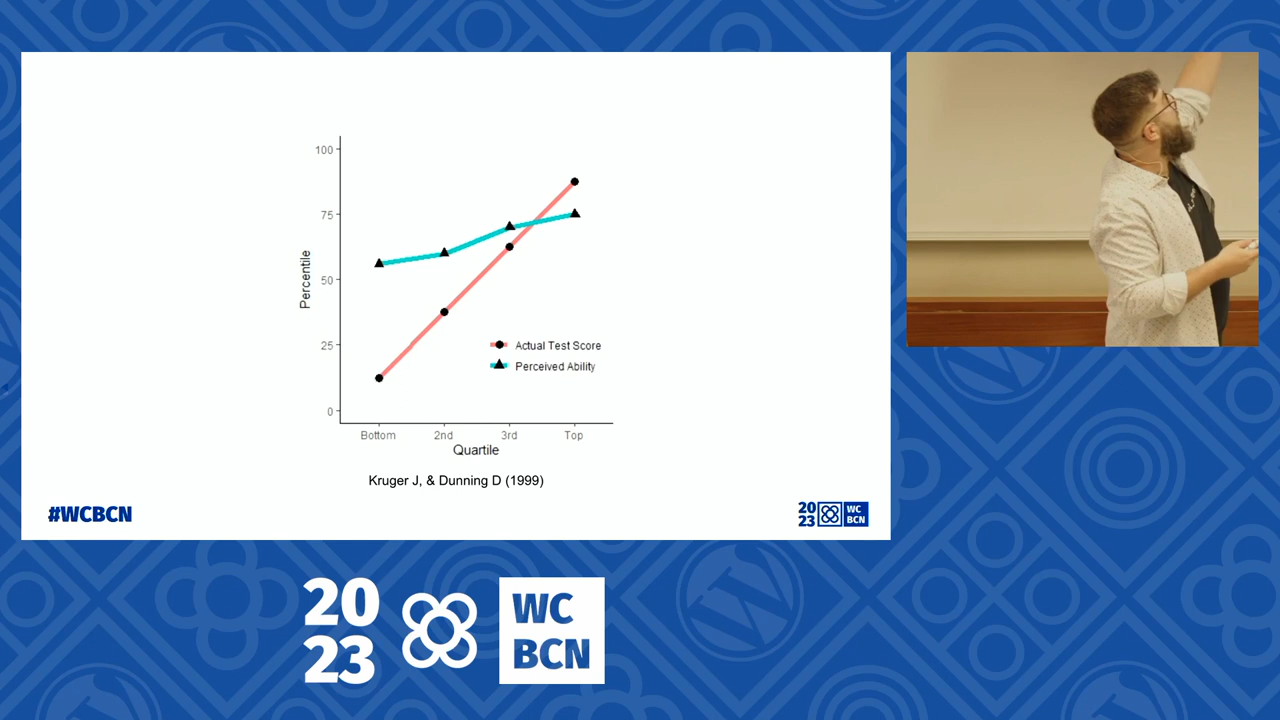 100
75
50
25
0
Percentile
Actual Test Score
Perceived Ability
Bottom 2nd 3rd Top
Quartile
Kruger J, & Dunning D (1999)
#WCBCN
20
23
WC
BCN
20
23
WC
BCN